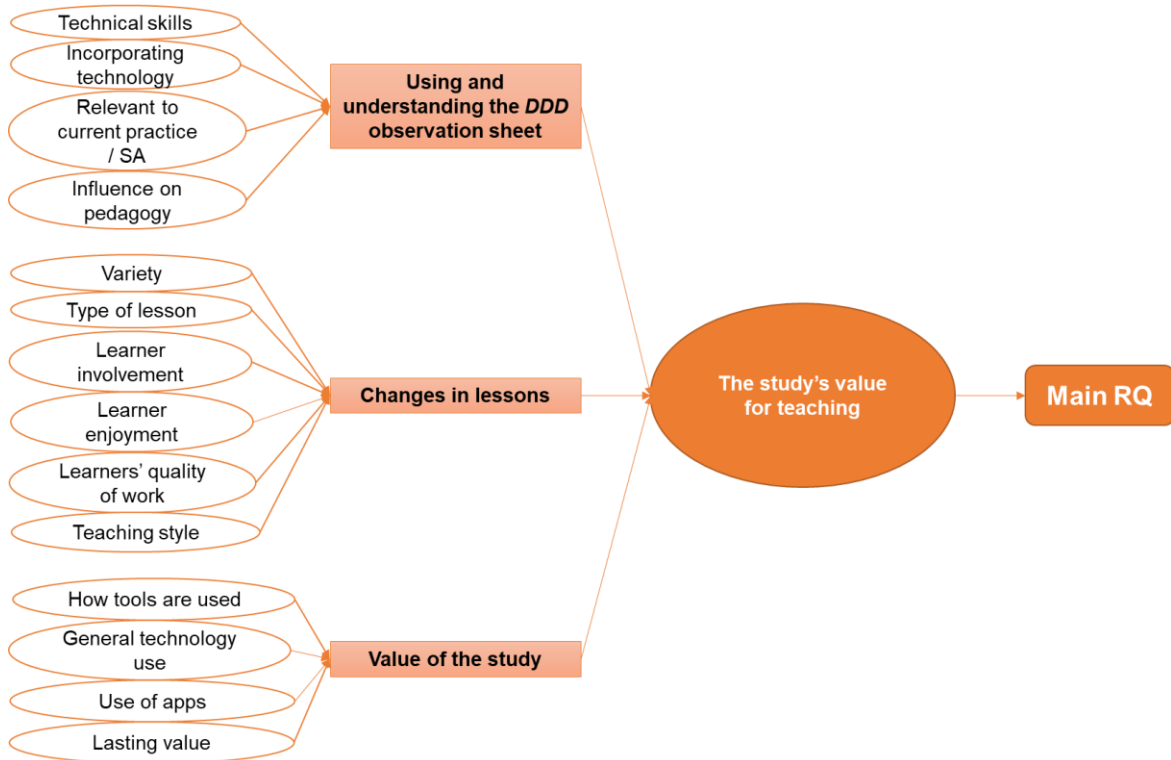 Technical skills
Incorporating
technology
Relevant to
current practice
/ SA
Influence on
pedagogy
Using and
understanding the DDD
observation sheet
Variety
Type of lesson
Learner
involvement
Learner
enjoyment
Learners’ quality
of work
Teaching style
Changes in lessons
How tools are used
General technology
use
Use of apps
Lasting value
Value of the study
The study’s value
for teaching
Main RQ